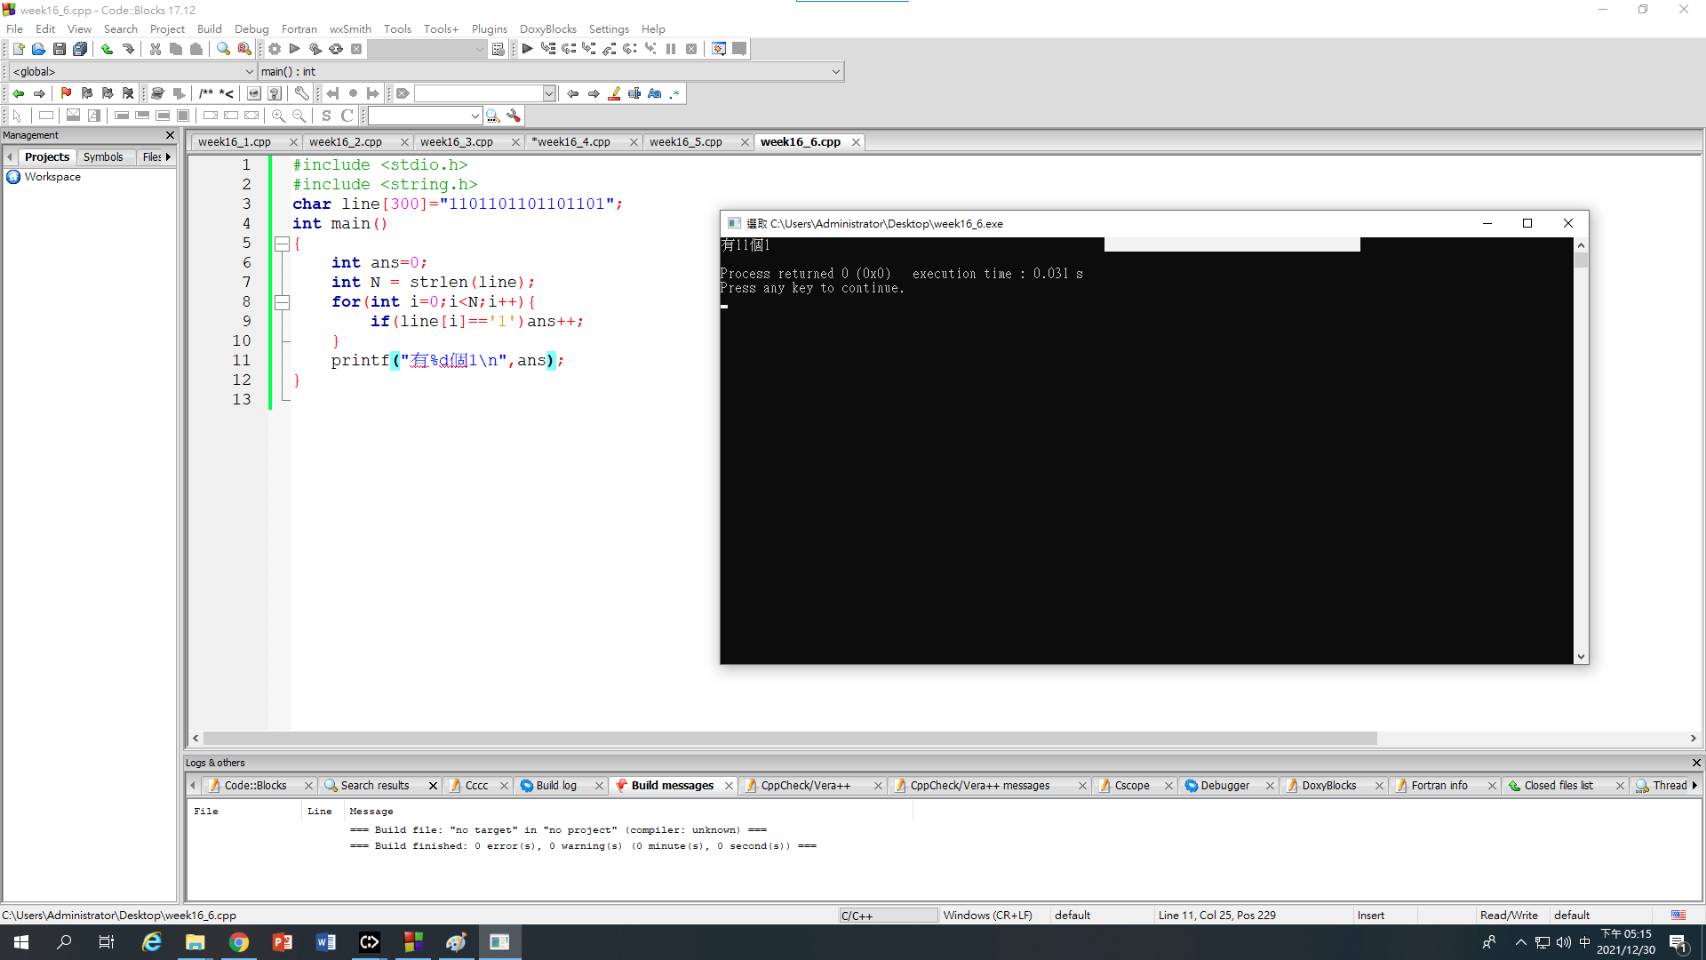 week16_6.cpp - Code::Blocks 17.12
File Edit View Search Project Build Debug Fortran wxSmith Tools Tools+ Plugins DoxyBlocks Settings Help
<global> main() : int
/** *<
S C
Management
Projects Symbols Files
Workspace
week16_1.cpp week16_2.cpp week16_3.cpp *week16_4.cpp week16_5.cpp week16_6.cpp
1 #include <stdio.h>
2 #include <string.h>
3 char line[300]="1101101101101101";
4 int main()
5 {
6 int ans=0;
7 int N = strlen(line);
8 for(int i=0;i<N;i++){
9 if(line[i]=='1')ans++;
10 }
11 printf("有%d個1\n",ans);
12 }
13
選取 C:\Users\Administrator\Desktop\week16_6.exe
有11個1
Process returned 0 (0x0)   execution time : 0.031 s
Press any key to continue.
Logs & others
Code::Blocks Search results Cccc Build log Build messages CppCheck/Vera++ CppCheck/Vera++ messages Cscope Debugger DoxyBlocks Fortran info Closed files list Thread
File Line Message
=== Build file: "no target" in "no project" (compiler: unknown) ===
=== Build finished: 0 error(s), 0 warning(s) (0 minute(s), 0 second(s)) ===
C:\Users\Administrator\Desktop\week16_6.cpp C/C++ Windows (CR+LF) default Line 11, Col 25, Pos 229 Insert Read/Write default
中 下午 05:15
2021/12/30
1